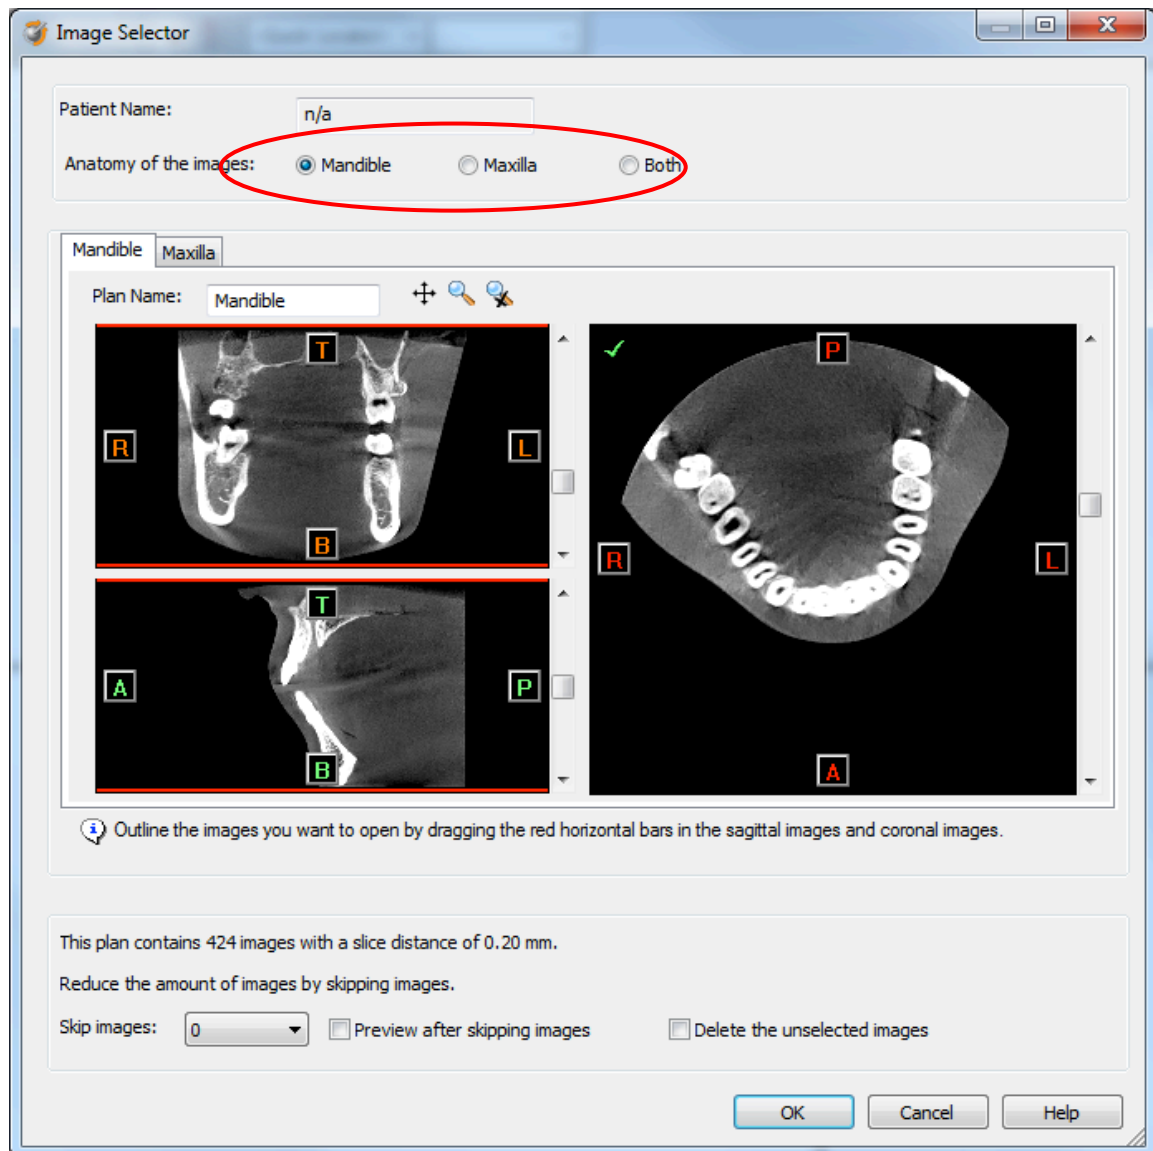 Image Selector
Patient Name: n/a
Anatomy of the images: Mandible Maxilla Both
Mandible Maxilla
Plan Name: Mandible
T
R L
B
T
A P
B
P
R L
A
Outline the images you want to open by dragging the red horizontal bars in the sagittal images and coronal images.
This plan contains 424 images with a slice distance of 0.20 mm.
Reduce the amount of images by skipping images.
Skip images: 0 Preview after skipping images Delete the unselected images
OK Cancel Help